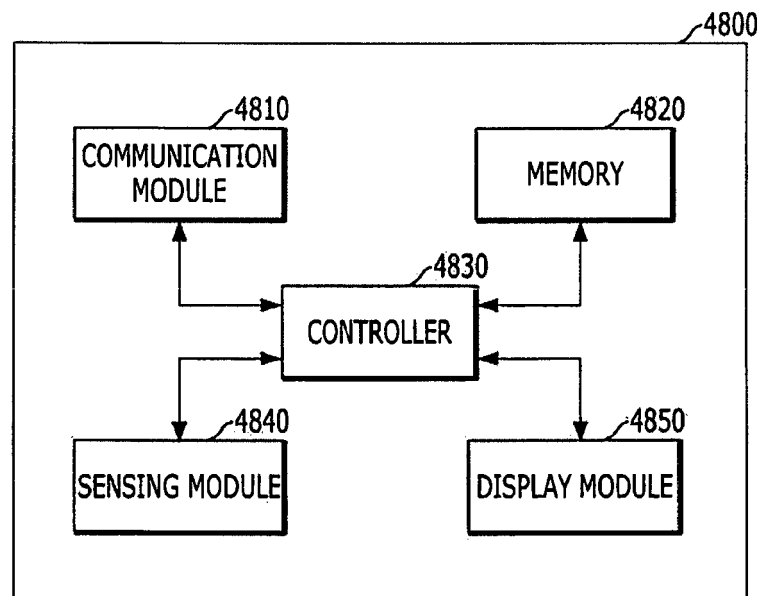 4800
4810
COMMUNICATION
MODULE
4820
MEMORY
4830
CONTROLLER
4840
SENSING MODULE
4850
DISPLAY MODULE